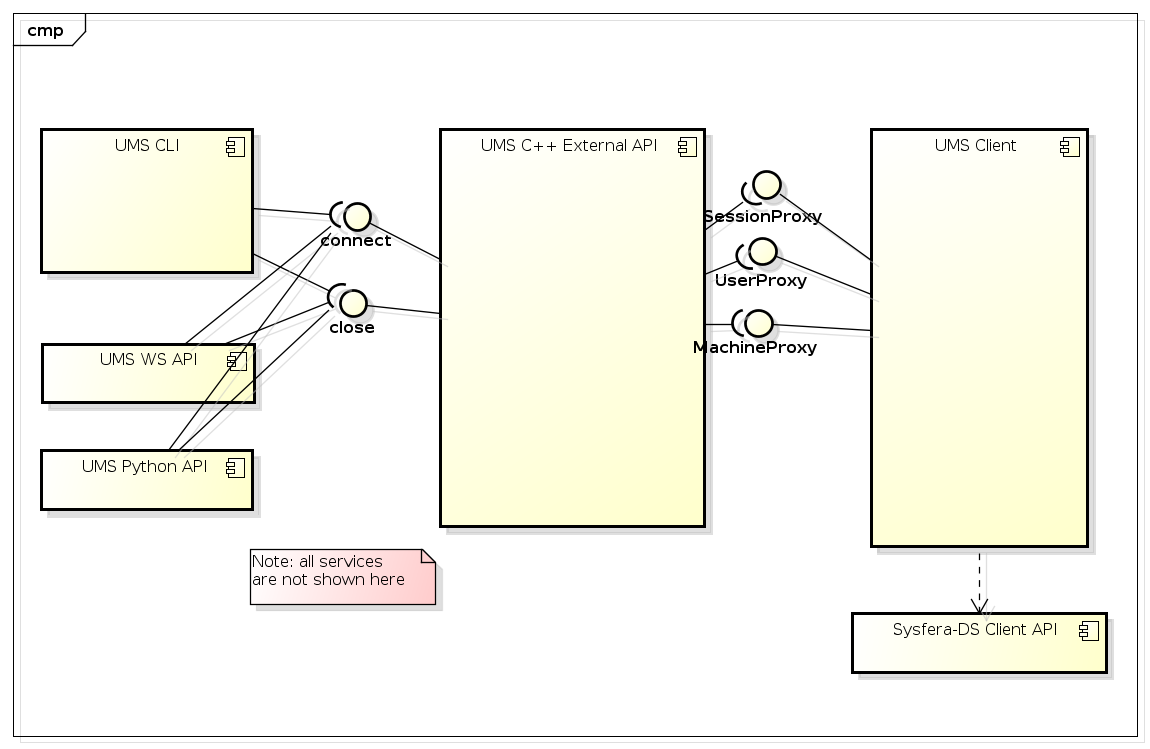 cmp
UMS CLI
UMS C++ External API
UMS Client
SessionProxy
connect
UserProxy
close
MachineProxy
UMS WS API
UMS Python API
Note: all services
are not shown here
Sysfera-DS Client API